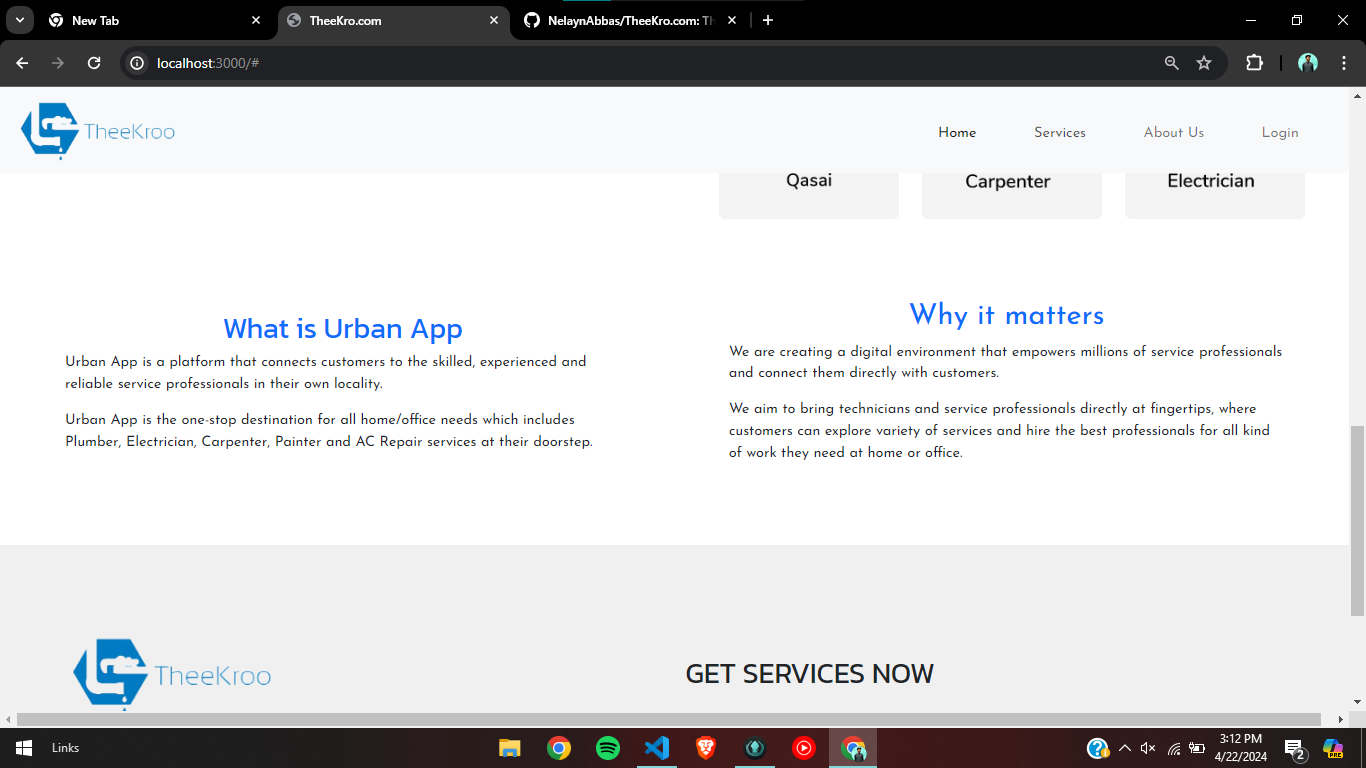 New Tab
TheeKro.com
NelaynAbbas/TheeKro.com: Th
localhost:3000/#
TheeKroo
Home
Services
About Us
Login
Qasai
Carpenter
Electrician
What is Urban App
Urban App is a platform that connects customers to the skilled, experienced and
reliable service professionals in their own locality.
Urban App is the one-stop destination for all home/office needs which includes
Plumber, Electrician, Carpenter, Painter and AC Repair services at their doorstep.
Why it matters
We are creating a digital environment that empowers millions of service professionals
and connect them directly with customers.
We aim to bring technicians and service professionals directly at fingertips, where
customers can explore variety of services and hire the best professionals for all kind
of work they need at home or office.
TheeKroo
GET SERVICES NOW
Links
3:12 PM
4/22/2024
2
PRE